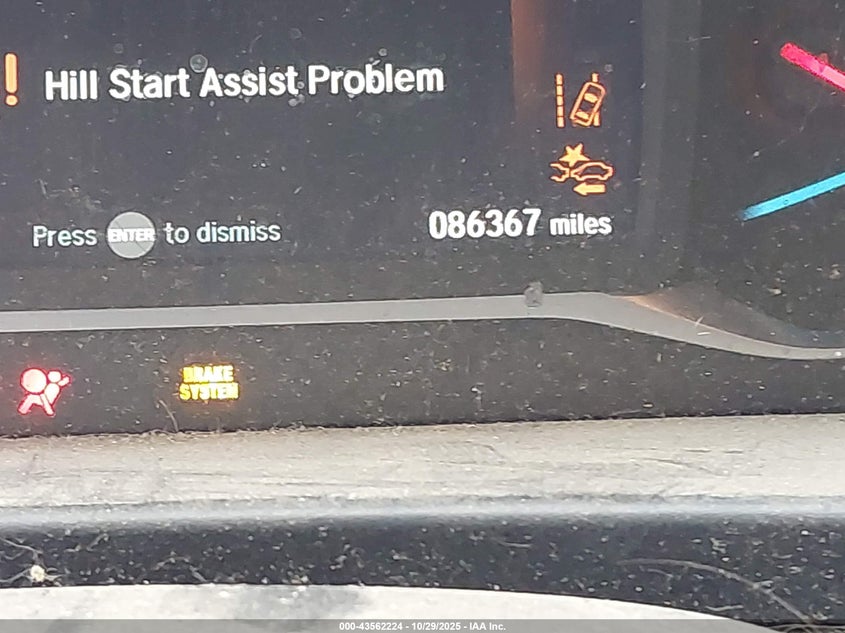 ! Hill Start Assist Problem
Press ENTER to dismiss
086367 miles
BRAKE
SYSTEM
000-43562224 - 10/29/2025 - IAA Inc.